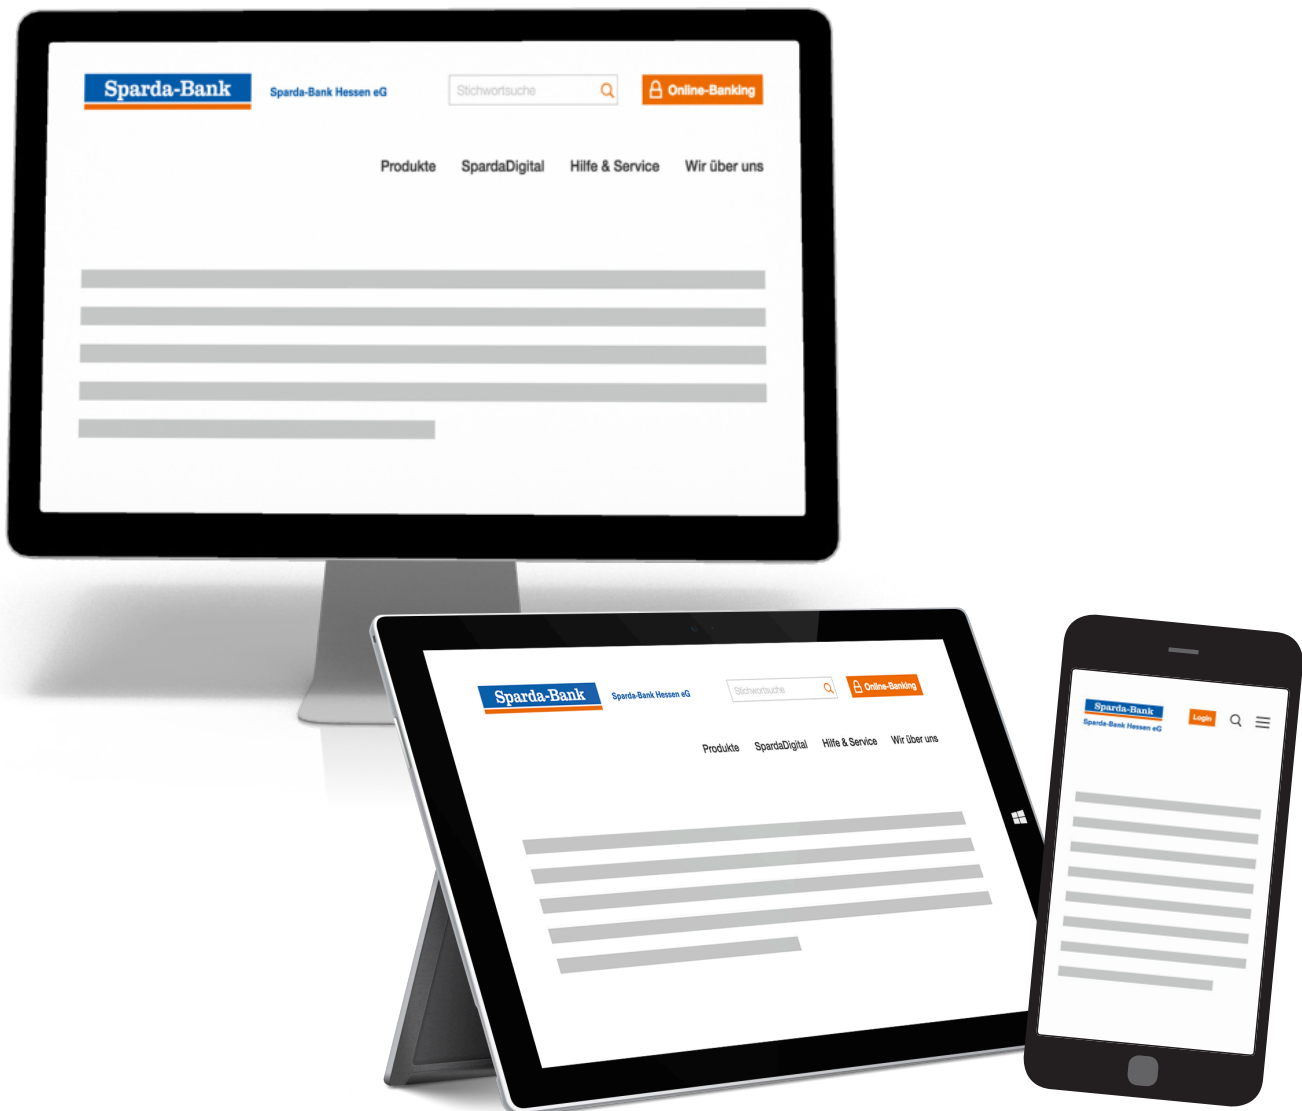 Sparda-Bank
Sparda-Bank Hessen eG
Stichwortsuche
Online-Banking
Produkte SpardaDigital Hilfe & Service Wir über uns
Sparda-Bank
Sparda-Bank Hessen eG
Stichwortsuche
Online-Banking
Produkte SpardaDigital Hilfe & Service Wir über uns
Sparda-Bank
Sparda-Bank Hessen eG
Login